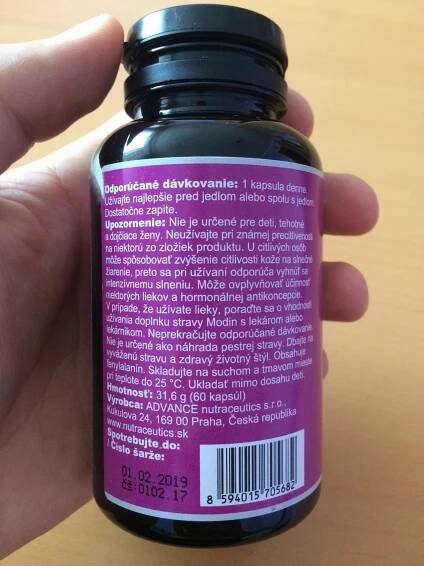 Odporúčané dávkovanie: 1 kapsula denne.
Užívajte najlepšie pred jedlom alebo spolu s jedlom.
Dostatočne zapite.
Upozornenie: Nie je určené pre deti, tehotné
a dojčiace ženy. Neužívajte pri známej precitlivenosti
na niektorú zo zložiek produktu. U citlivých osôb
môže spôsobovať zvýšenie citlivosti kože na slnečné
žiarenie, preto sa pri užívaní odporúča vyhnúť sa
intenzívnemu slneniu. Môže ovplyvňovať účinnosť
niektorých liekov a hormonálnej antikoncepcie.
V prípade, že užívate lieky, poraďte sa o vhodnosti
užívania doplnku stravy Modin s lekárom alebo
lekárnikom. Neprekračujte odporúčané dávkovanie.
Nie je určené ako náhrada pestrej stravy. Dbajte na
vyváženú stravu a zdravý životný štýl. Obsahuje
fenylalanín. Skladujte na suchom a tmavom mieste
pri teplote do 25 °C. Ukladať mimo dosahu detí.
Hmotnosť: 31,6 g (60 kapsúl)
Výrobca: ADVANCE nutraceutics s.r.o.,
Kukulova 24, 169 00 Praha, Česká republika
www.nutraceutics.sk
Spotrebujte do:
/ Číslo šarže:
01.02.2019
čš:0102.17
8 594015 705682